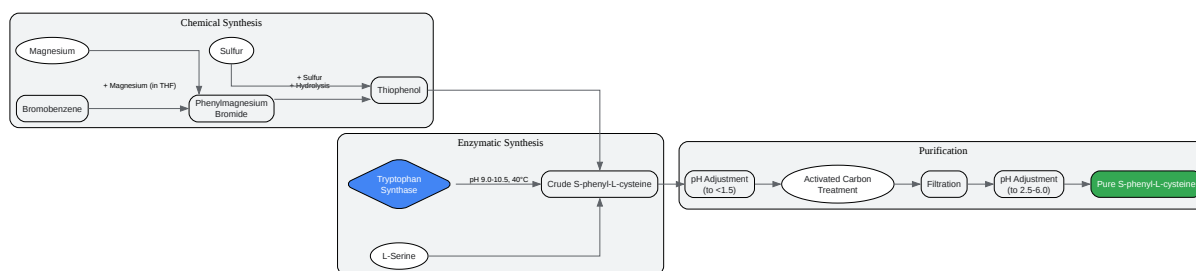 Chemical Synthesis
Magnesium
Sulfur
+ Magnesium (in THF)
+ Sulfur
+ Hydrolysis
Bromobenzene
Phenylmagnesium
Bromide
Thiophenol
Enzymatic Synthesis
Tryptophan
Synthase
pH 9.0-10.5, 40°C
Crude S-phenyl-L-cysteine
L-Serine
Purification
pH Adjustment
(to <1.5)
Activated Carbon
Treatment
Filtration
pH Adjustment
(to 2.5-6.0)
Pure S-phenyl-L-cysteine